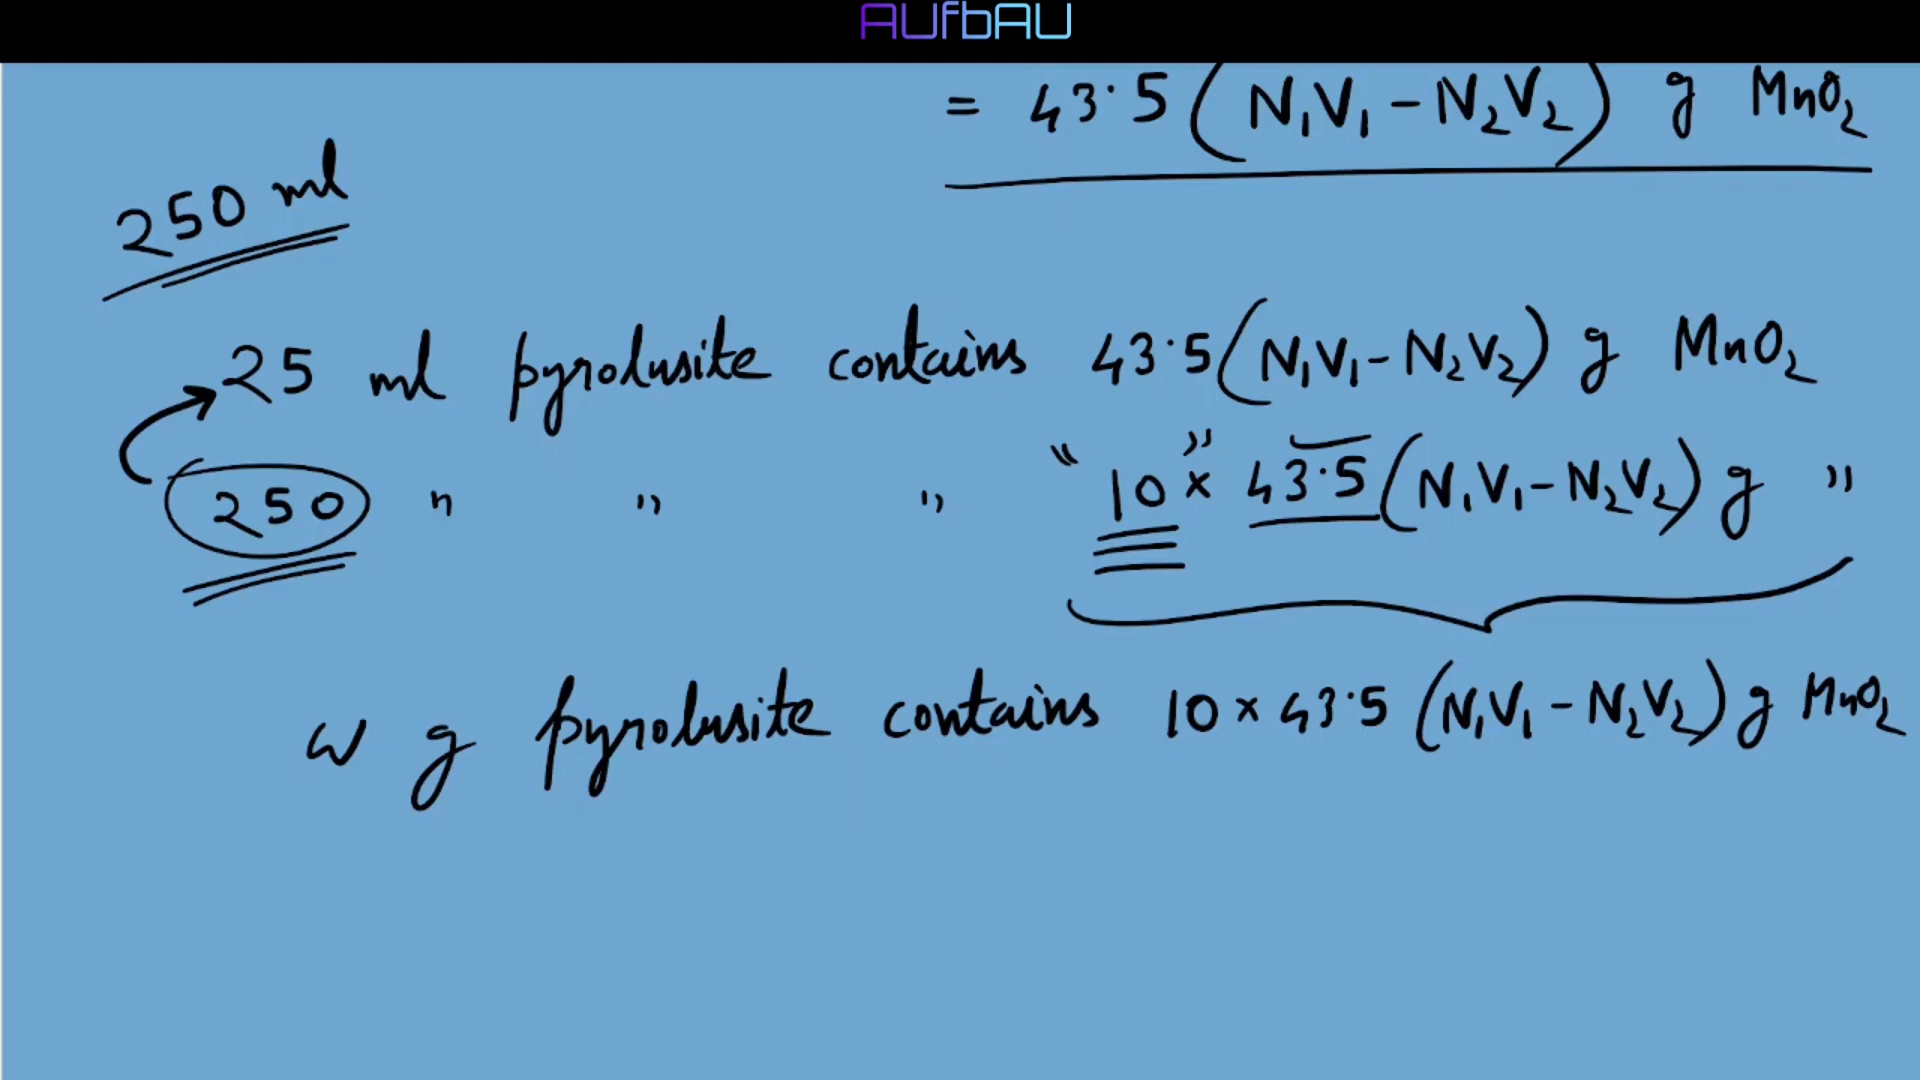 AUFbAU
= 43.5 (N₁V₁ - N₂V₂) g MnO₂
250 ml
25 ml pyrolusite contains 43.5 (N₁V₁ - N₂V₂) g MnO₂
250 " " " "10" × 43.5 (N₁V₁ - N₂V₂) g "
w g pyrolusite contains 10 × 43.5 (N₁V₁ - N₂V₂) g MnO₂